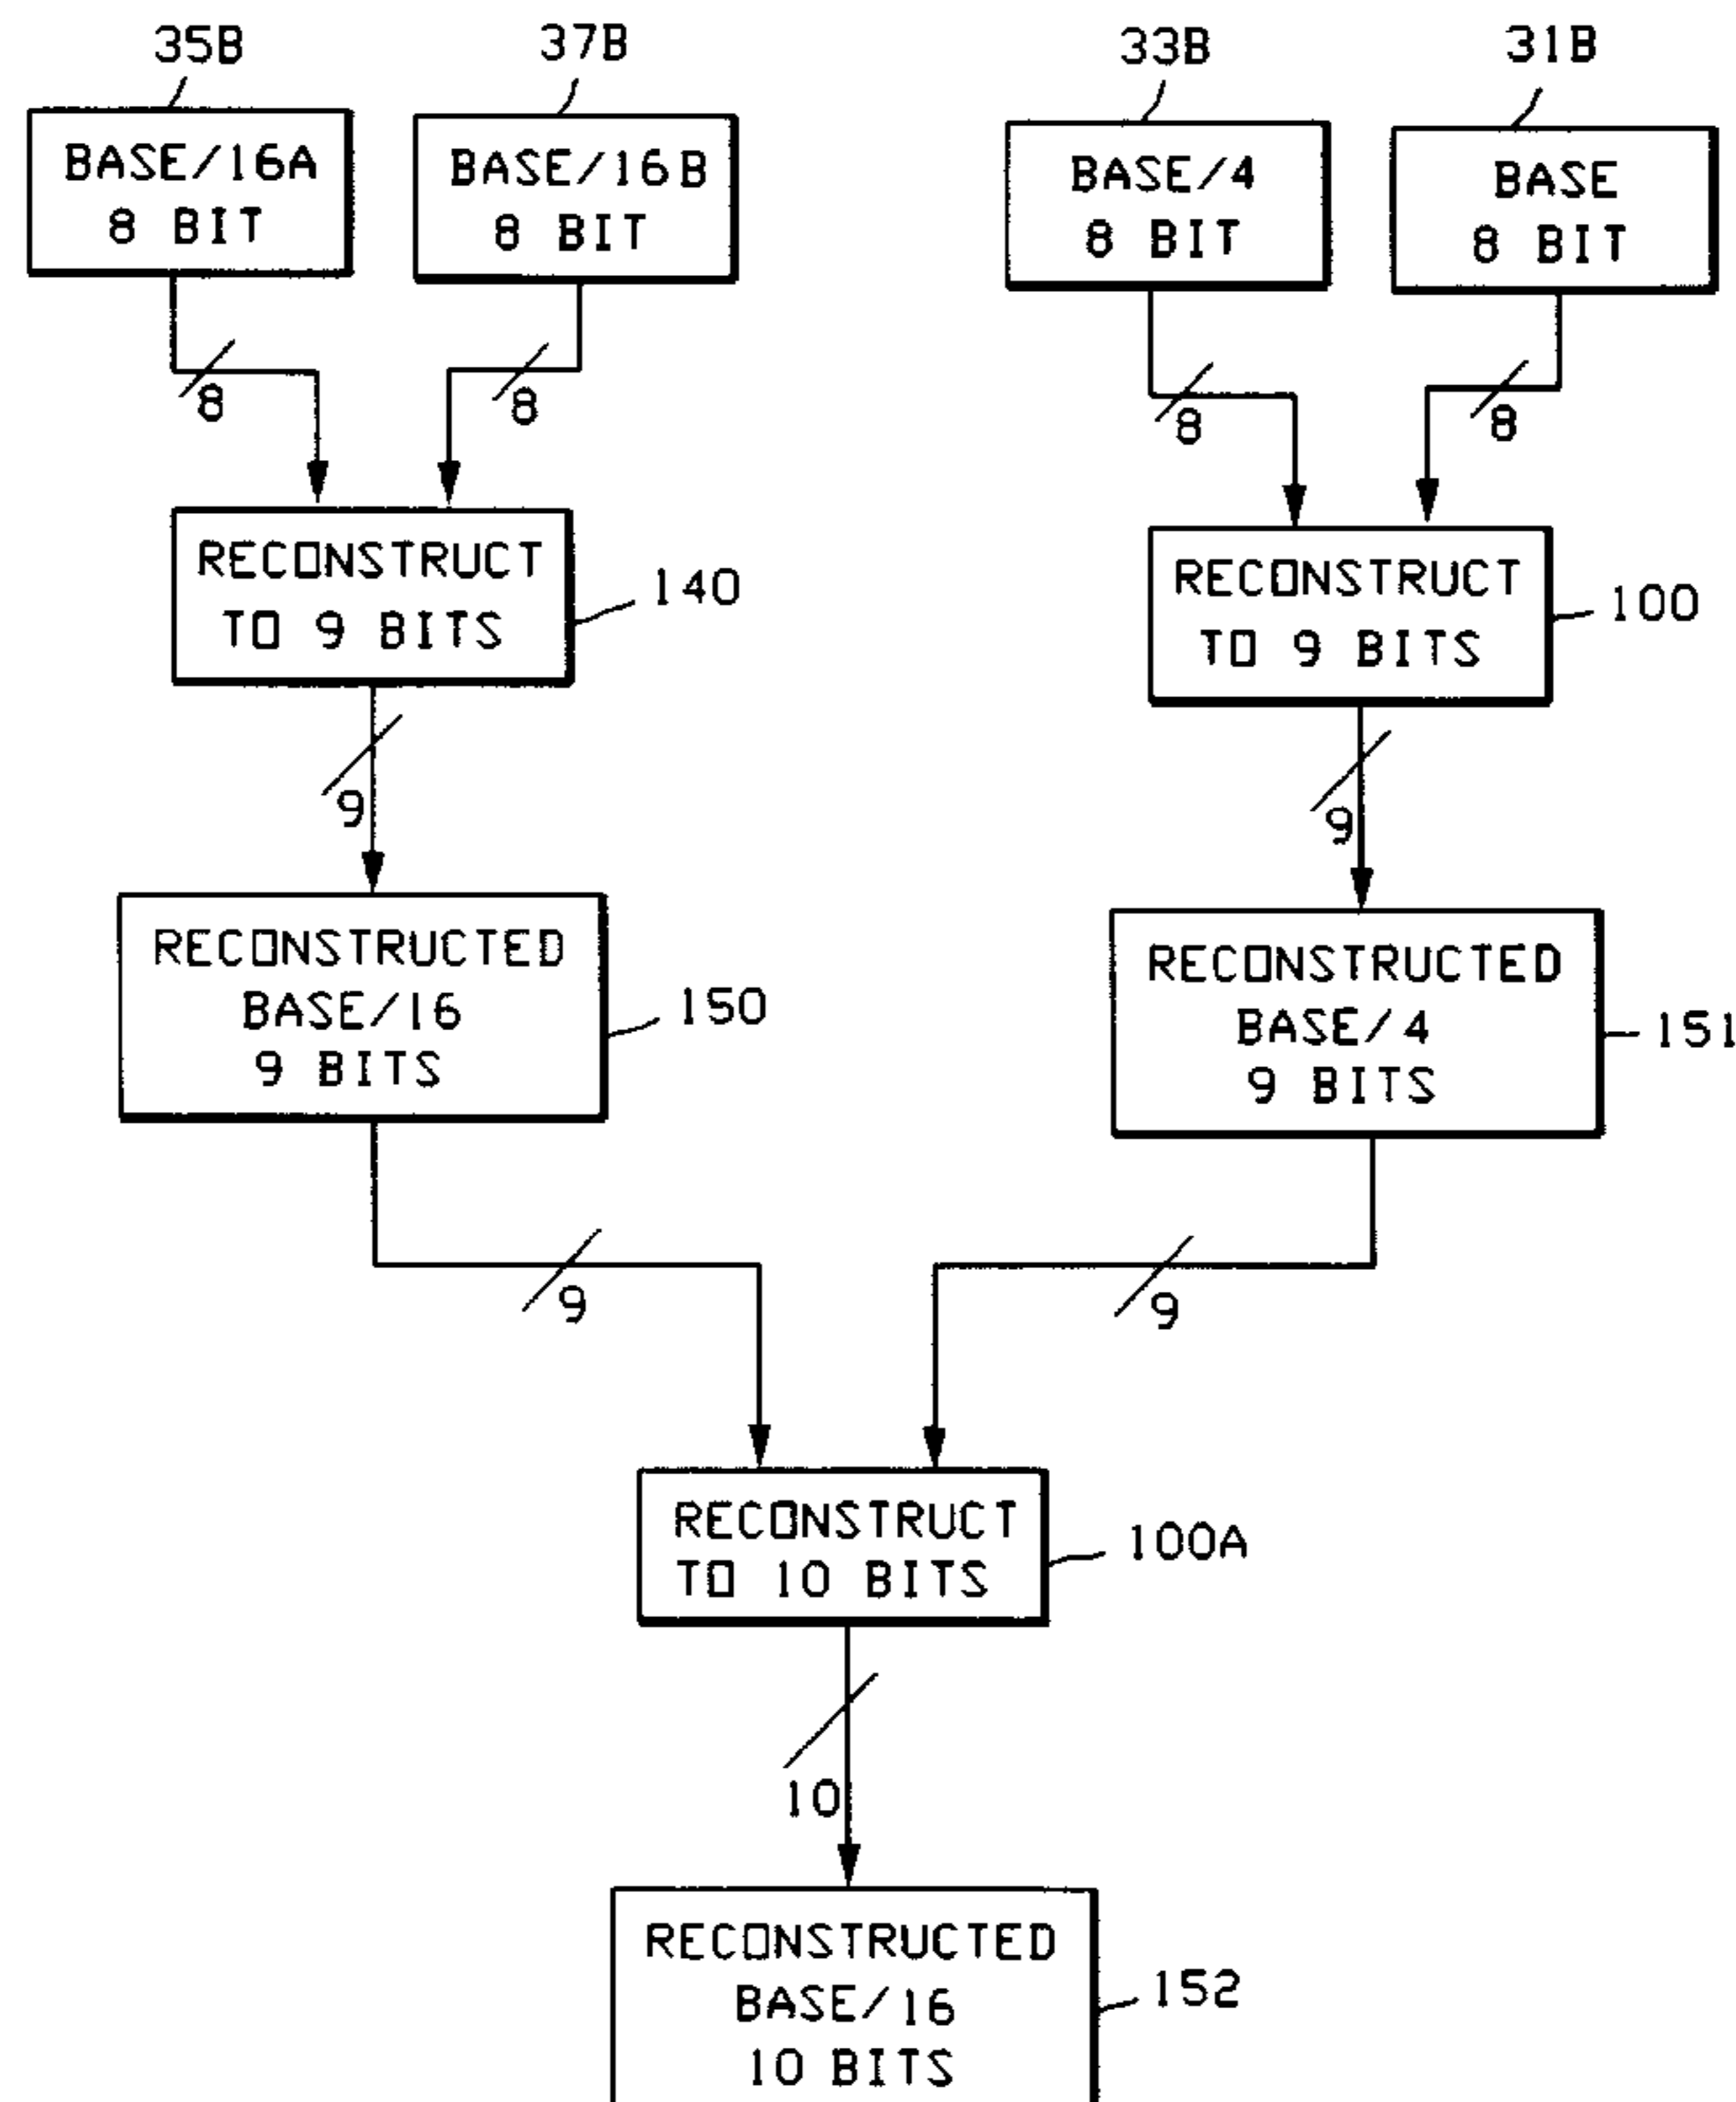 35B
37B
33B
31B
BASE/16A
8 BIT
BASE/16B
8 BIT
BASE/4
8 BIT
BASE
8 BIT
8
8
8
8
RECONSTRUCT
TO 9 BITS
140
RECONSTRUCT
TO 9 BITS
100
9
9
RECONSTRUCTED
BASE/16
9 BITS
150
RECONSTRUCTED
BASE/4
9 BITS
151
9
9
RECONSTRUCT
TO 10 BITS
100A
10
RECONSTRUCTED
BASE/16
10 BITS
152